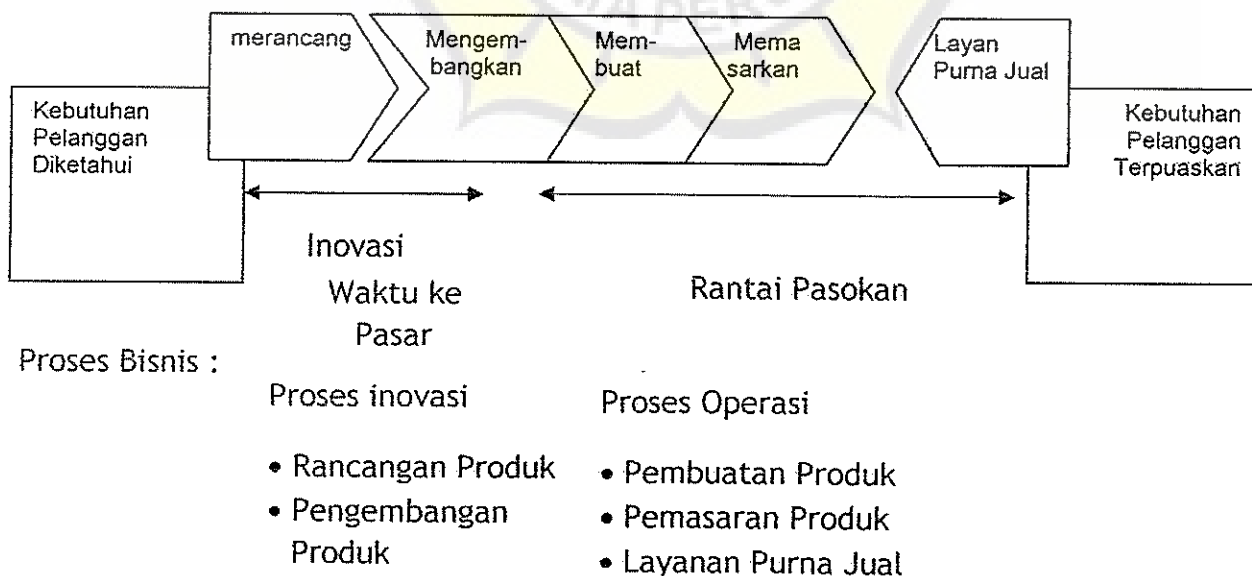 merancang
Mengem-
bangkan
Mem-
buat
Mema
sarkan
Layan
Purna Jual
Kebutuhan
Pelanggan
Diketahui
Kebutuhan
Pelanggan
Terpuaskan
Inovasi
Waktu ke
Pasar
Rantai Pasokan
Proses Bisnis :
Proses inovasi
• Rancangan Produk
• Pengembangan
Produk
Proses Operasi
• Pembuatan Produk
• Pemasaran Produk
• Layanan Purna Jual